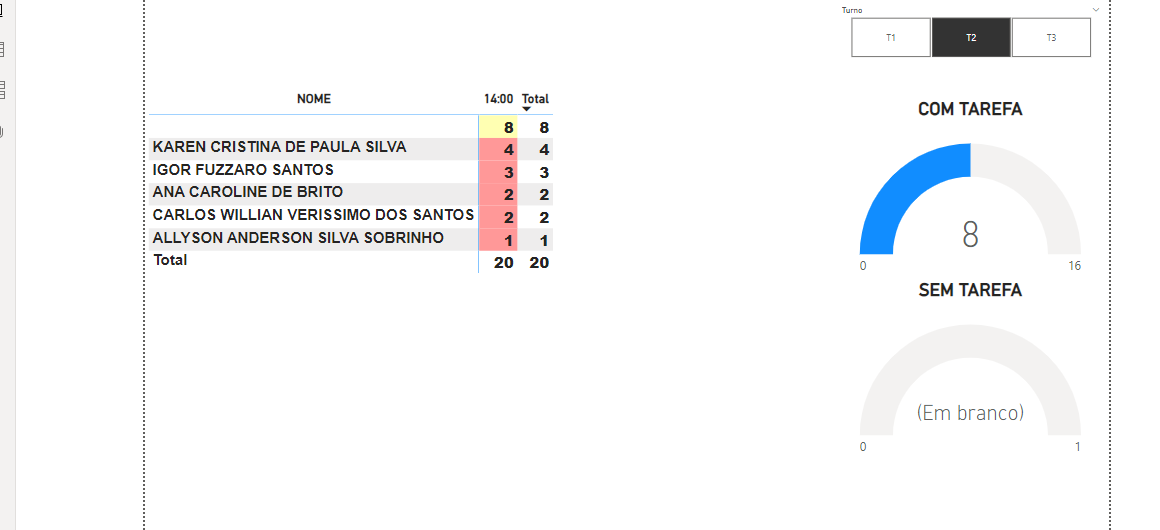 Turno
T1 T2 T3
NOME 14:00 Total
8 8
KAREN CRISTINA DE PAULA SILVA 4 4
IGOR FUZZARO SANTOS 3 3
ANA CAROLINE DE BRITO 2 2
CARLOS WILLIAN VERISSIMO DOS SANTOS 2 2
ALLYSON ANDERSON SILVA SOBRINHO 1 1
Total 20 20
COM TAREFA
8
0 16
SEM TAREFA
(Em branco)
0 1